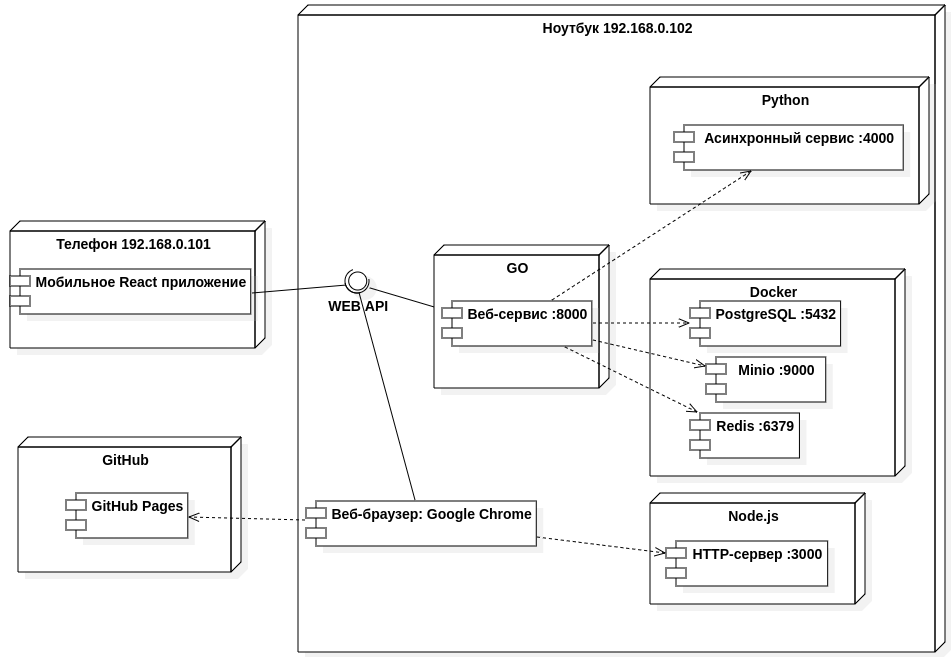 Ноутбук 192.168.0.102
Python
Асинхронный сервис :4000
Телефон 192.168.0.101
Мобильное React приложение
WEB API
GO
Веб-сервис :8000
Docker
PostgreSQL :5432
Minio :9000
Redis :6379
GitHub
GitHub Pages
Веб-браузер: Google Chrome
Node.js
HTTP-сервер :3000